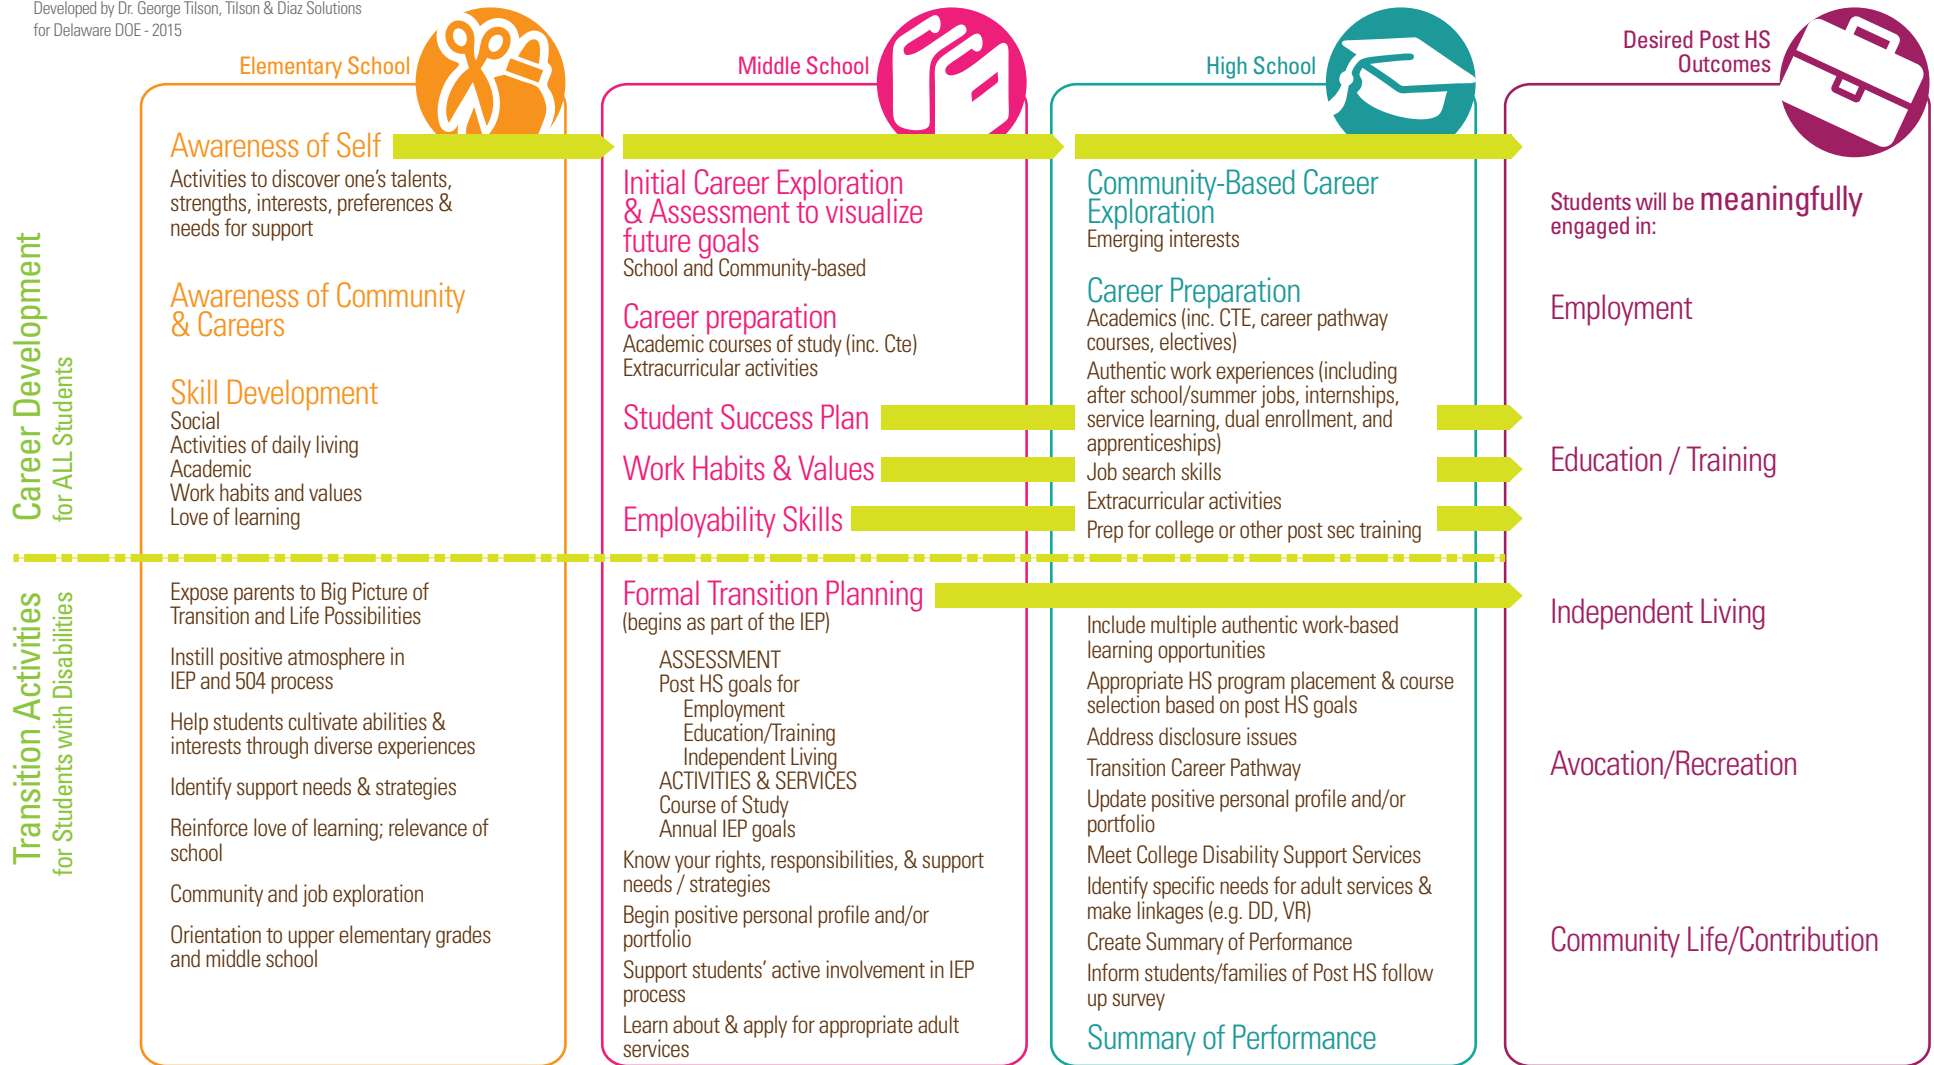 Developed by Dr. George Tilson, Tilson & Diaz Solutions
for Delaware DOE - 2015
Career Development
for ALL Students
Transition Activities
for Students with Disabilities
Elementary School
Awareness of Self
Activities to discover one's talents,
strengths, interests, preferences &
needs for support
Awareness of Community
& Careers
Skill Development
Social
Activities of daily living
Academic
Work habits and values
Love of learning
Expose parents to Big Picture of
Transition and Life Possibilities
Instill positive atmosphere in
IEP and 504 process
Help students cultivate abilities &
interests through diverse experiences
Identify support needs & strategies
Reinforce love of learning; relevance of
school
Community and job exploration
Orientation to upper elementary grades
and middle school
Middle School
Initial Career Exploration
& Assessment to visualize
future goals
School and Community-based
Career preparation
Academic courses of study (inc. Cte)
Extracurricular activities
Student Success Plan
Work Habits & Values
Employability Skills
Formal Transition Planning
(begins as part of the IEP)
ASSESSMENT
Post HS goals for
Employment
Education/Training
Independent Living
ACTIVITIES & SERVICES
Course of Study
Annual IEP goals
Know your rights, responsibilities, & support
needs / strategies
Begin positive personal profile and/or
portfolio
Support students' active involvement in IEP
process
Learn about & apply for appropriate adult
services
High School
Community-Based Career
Exploration
Emerging interests
Career Preparation
Academics (inc. CTE, career pathway
courses, electives)
Authentic work experiences (including
after school/summer jobs, internships,
service learning, dual enrollment, and
apprenticeships)
Job search skills
Extracurricular activities
Prep for college or other post sec training
Include multiple authentic work-based
learning opportunities
Appropriate HS program placement & course
selection based on post HS goals
Address disclosure issues
Transition Career Pathway
Update positive personal profile and/or
portfolio
Meet College Disability Support Services
Identify specific needs for adult services &
make linkages (e.g. DD, VR)
Create Summary of Performance
Inform students/families of Post HS follow
up survey
Summary of Performance
Desired Post HS
Outcomes
Students will be meaningfully
engaged in:
Employment
Education / Training
Independent Living
Avocation/Recreation
Community Life/Contribution